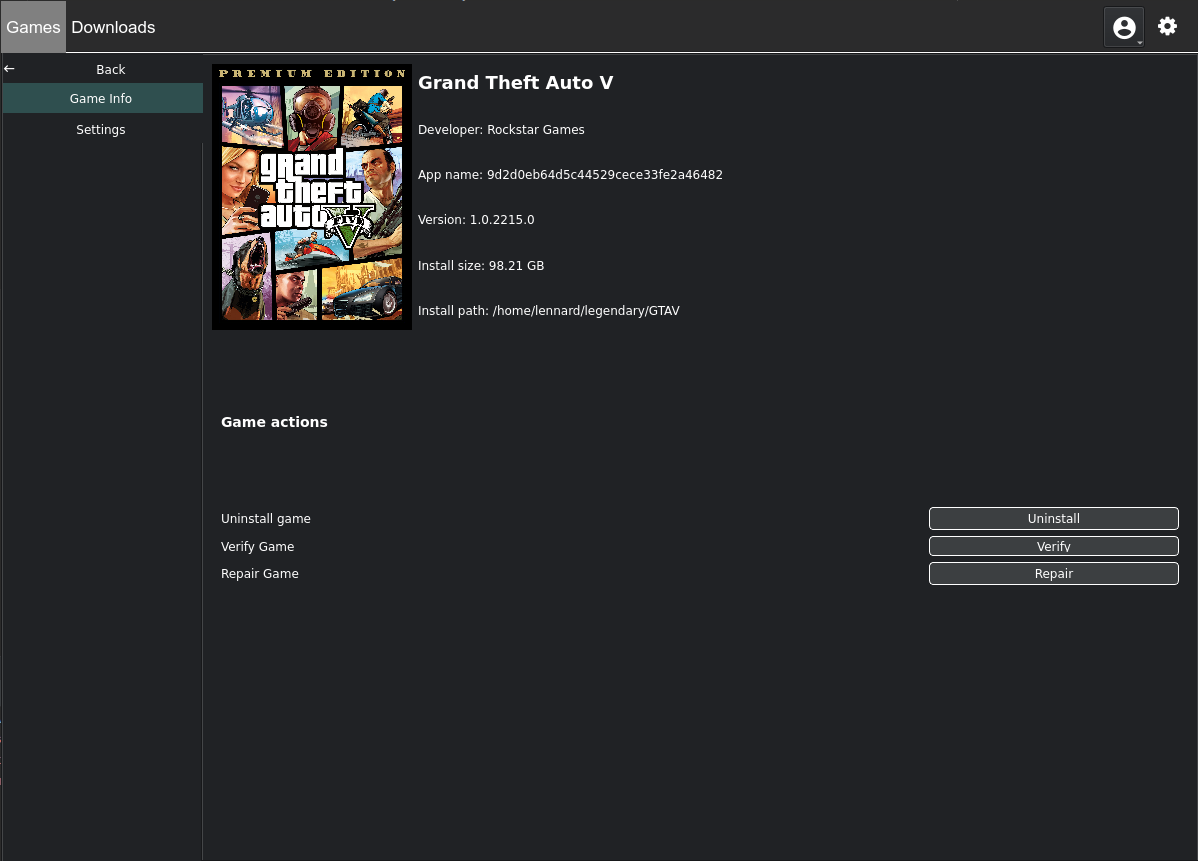 Games Downloads
Back
Game Info
Settings
PREMIUM EDITION
grand
theft
auto V
FIVE
Grand Theft Auto V
Developer: Rockstar Games
App name: 9d2d0eb64d5c44529cece33fe2a46482
Version: 1.0.2215.0
Install size: 98.21 GB
Install path: /home/lennard/legendary/GTAV
Game actions
Uninstall game Uninstall
Verify Game Verify
Repair Game Repair